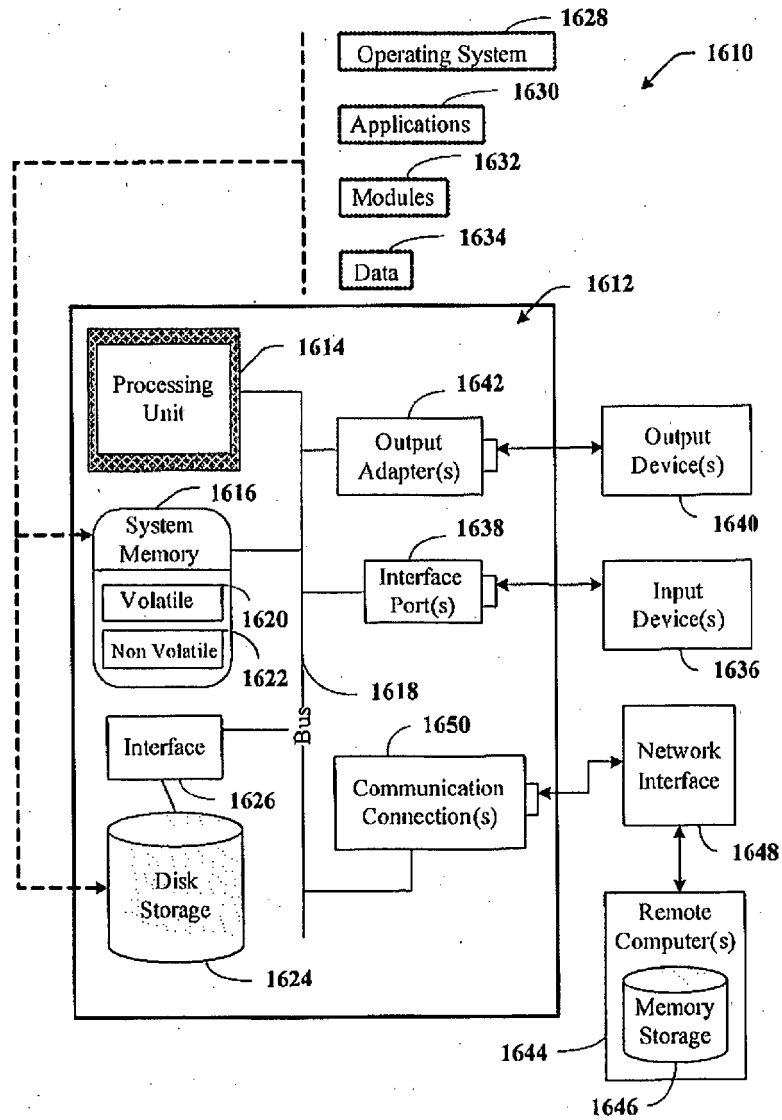 1628
Operating System
1610
1630
Applications
1632
Modules
1634
Data
1612
1614
Processing
Unit
1642
Output
Adapter(s)
Output
Device(s)
1640
1616
System
Memory
Volatile
1620
Non Volatile
1622
1638
Interface
Port(s)
Input
Device(s)
1636
1618
Bus
Interface
1626
1650
Communication
Connection(s)
Network
Interface
1648
Disk
Storage
1624
Remote
Computer(s)
Memory
Storage
1644
1646